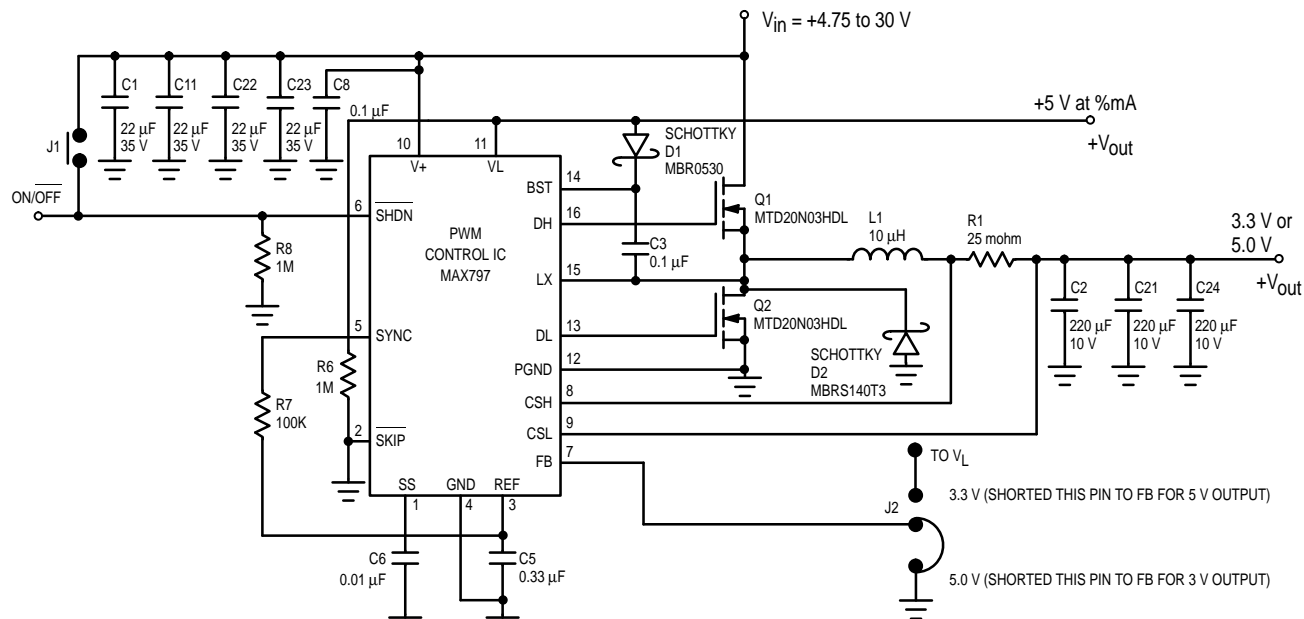 V_in = +4.75 to 30 V
C1
C11
C22
C23
C8
22 µF
35 V
22 µF
35 V
22 µF
35 V
22 µF
35 V
0.1 µF
+5 V at %mA
+V_out
J1
ON/OFF
10
V+
11
VL
SCHOTTKY
D1
MBR0530
14
BST
6
SHDN
16
DH
Q1
MTD20N03HDL
PWM
CONTROL IC
MAX797
R8
1M
C3
0.1 µF
15
LX
L1
10 µH
R1
25 mohm
3.3 V or
5.0 V
+V_out
C2
220 µF
10 V
C21
220 µF
10 V
C24
220 µF
10 V
Q2
MTD20N03HDL
5
SYNC
13
DL
SCHOTTKY
D2
MBRS140T3
12
PGND
R6
1M
8
CSH
R7
100K
9
CSL
2
SKIP
7
FB
TO V_L
3.3 V (SHORTED THIS PIN TO FB FOR 5 V OUTPUT)
J2
5.0 V (SHORTED THIS PIN TO FB FOR 3 V OUTPUT)
SS
GND
REF
1
4
3
C6
0.01 µF
C5
0.33 µF